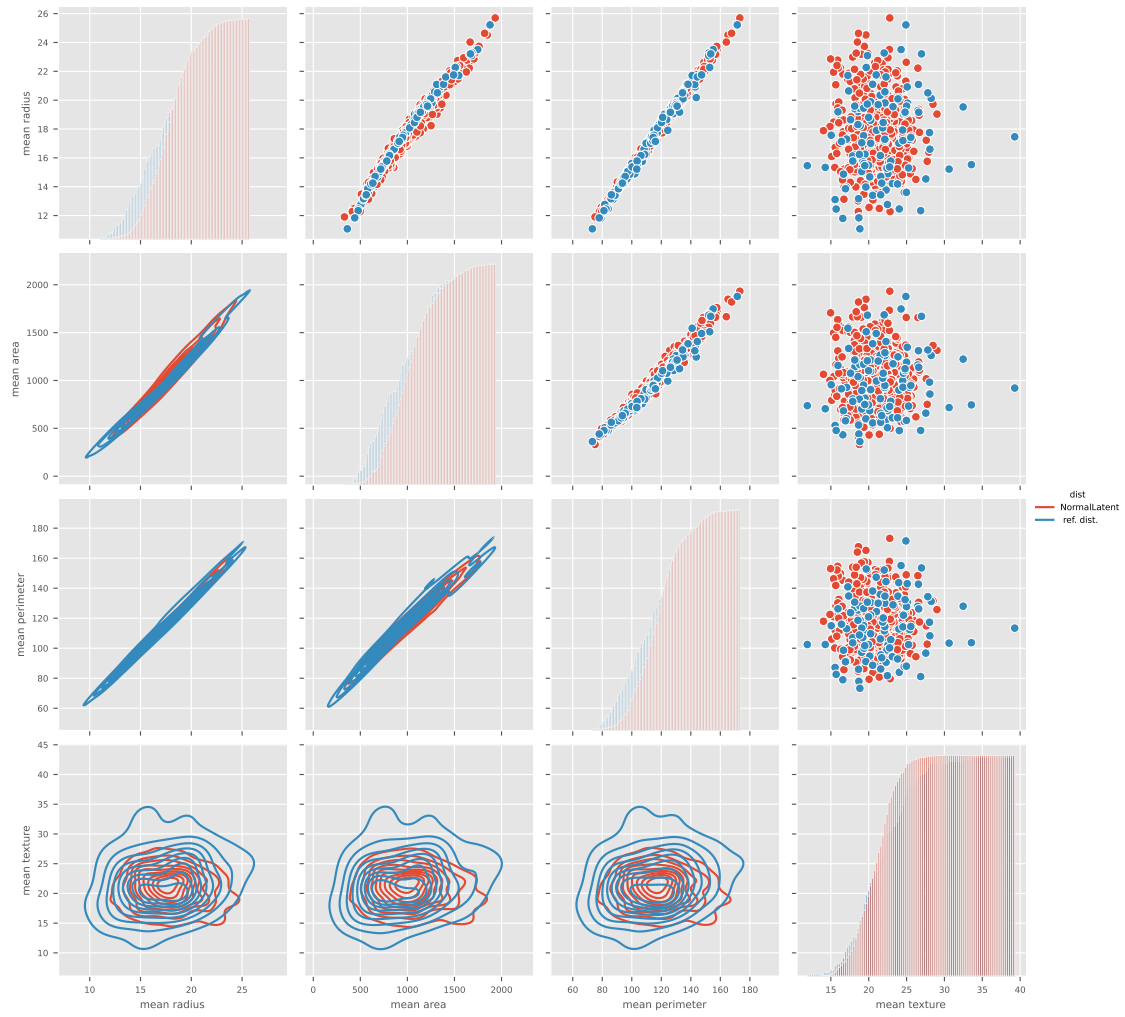 26
24
22
20
18
16
14
12
mean radius
2000
1500
1000
500
0
mean area
180
160
140
120
100
80
60
mean perimeter
dist
NormalLatent
ref. dist.
45
40
35
30
25
20
15
10
mean texture
10 15 20 25
mean radius
0 500 1000 1500 2000
mean area
60 80 100 120 140 160 180
mean perimeter
15 20 25 30 35 40
mean texture